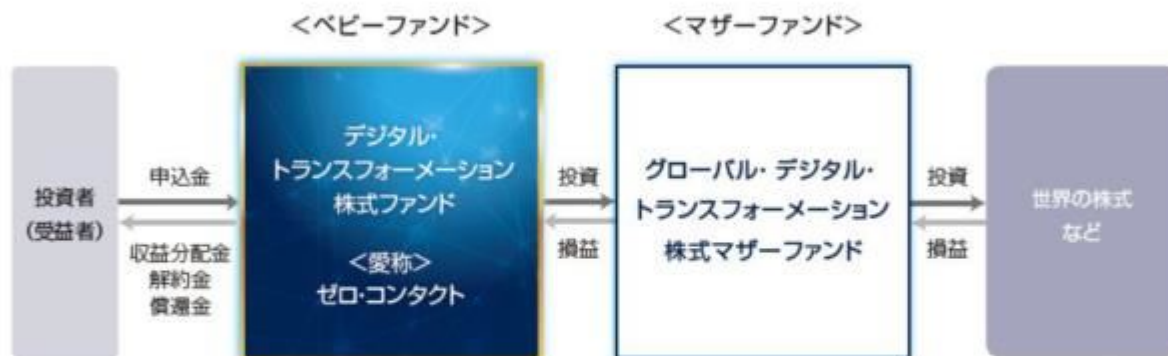 ＜ベビーファンド＞
＜マザーファンド＞
投資者
(受益者)
申込金
収益分配金
解約金
償還金
デジタル・
トランスフォーメーション
株式ファンド
＜愛称＞
ゼロ・コンタクト
投資
損益
グローバル・デジタル・
トランスフォーメーション
株式マザーファンド
投資
損益
世界の株式
など